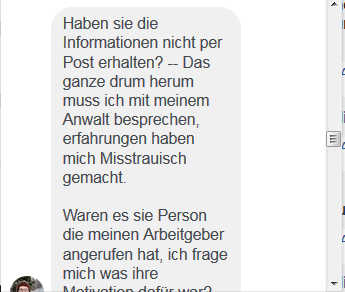 Haben sie die
Informationen nicht per
Post erhalten? -- Das
ganze drum herum
muss ich mit meinem
Anwalt besprechen,
erfahrungen haben
mich Misstrauisch
gemacht.
Waren es sie Person
die meinen Arbeitgeber
angerufen hat, ich frage
mich was ihre
Motivation dafür war?